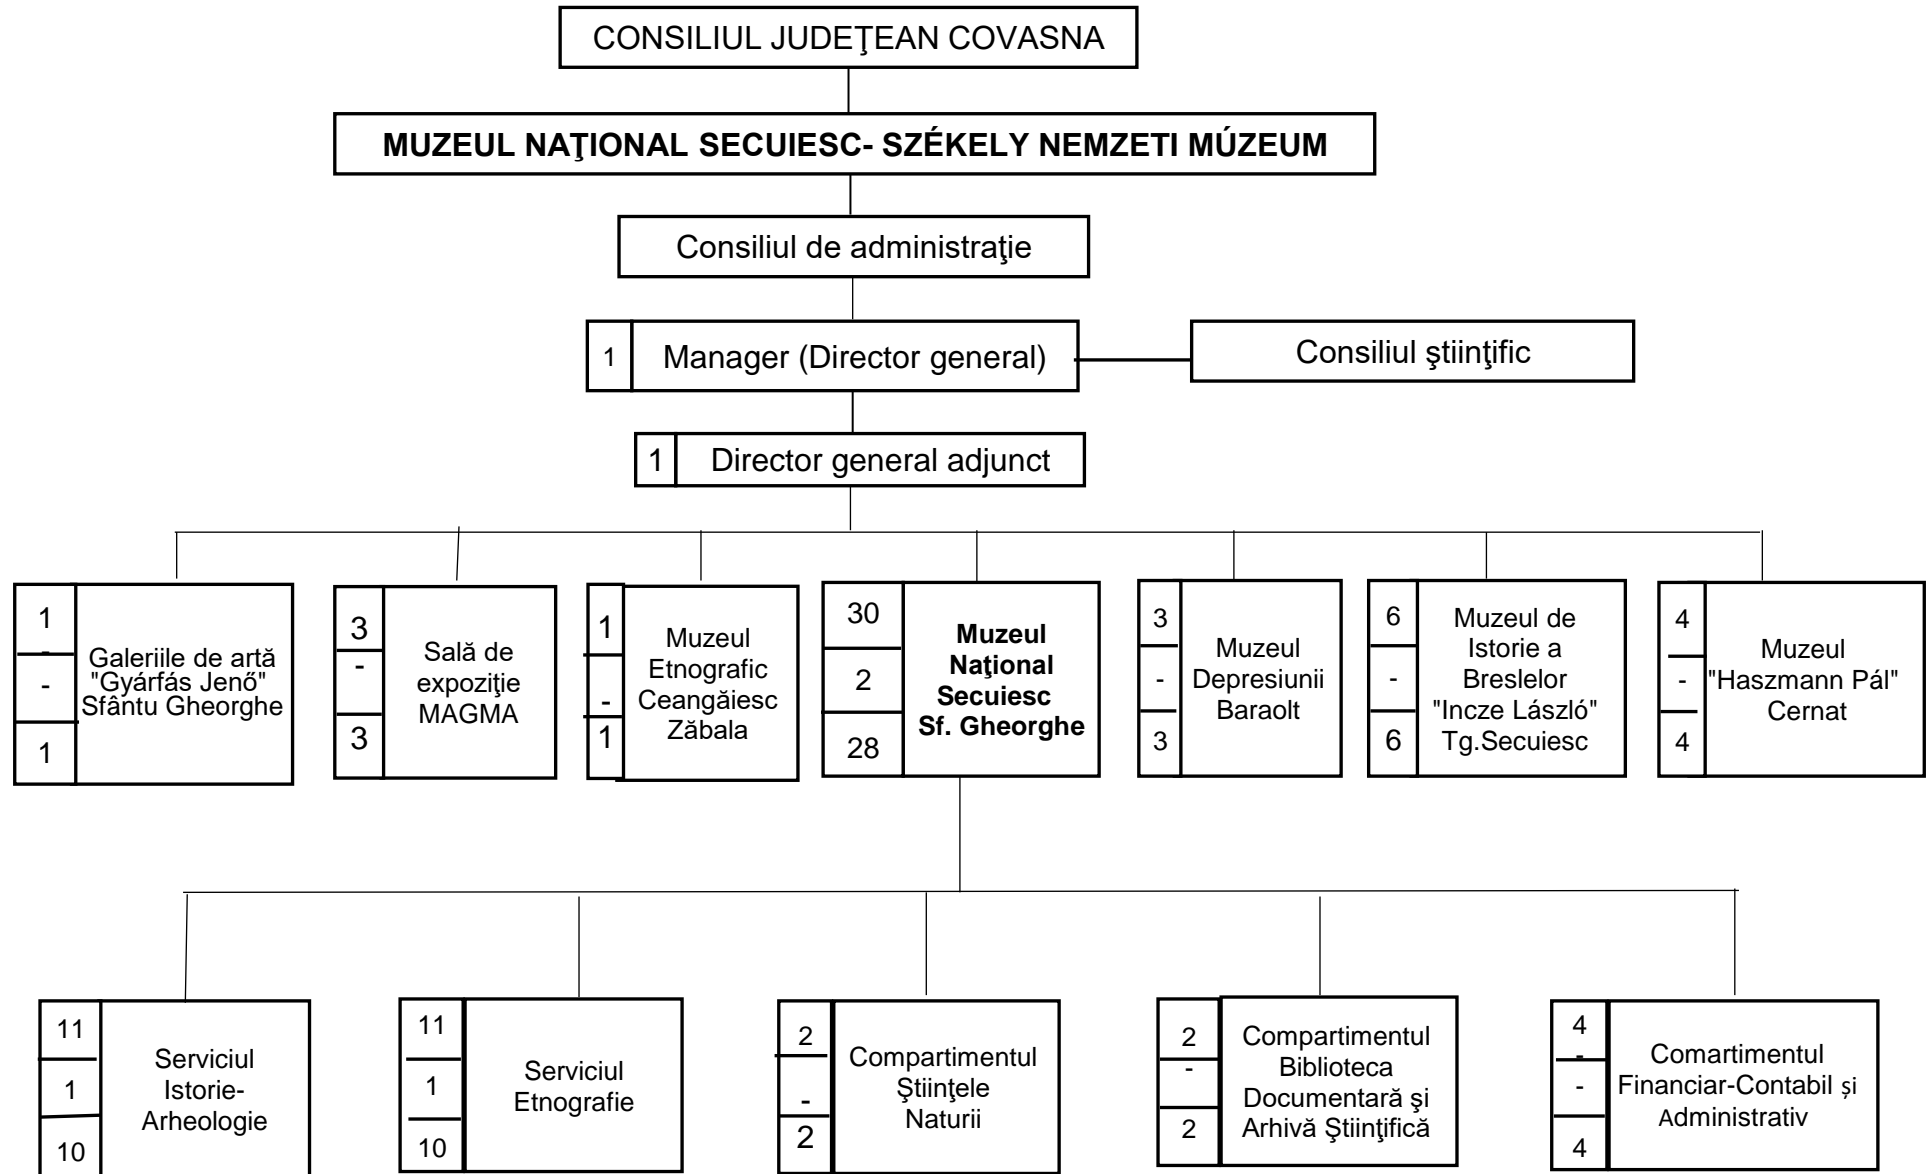 CONSILIUL JUDEŢEAN COVASNA
MUZEUL NAŢIONAL SECUIESC- SZÉKELY NEMZETI MÚZEUM
Consiliul de administraţie
1
Manager (Director general)
Consiliul ştiinţific
1
Director general adjunct
1
-
-
1
Galeriile de artă
"Gyárfás Jenő"
Sfântu Gheorghe
3
-
3
Sală de
expoziţie
MAGMA
1
-
1
Muzeul
Etnografic
Ceangăiesc
Zăbala
30
2
28
Muzeul
Naţional
Secuiesc
Sf. Gheorghe
3
-
3
Muzeul
Depresiunii
Baraolt
6
-
6
Muzeul de
Istorie a
Breslelor
"Incze László"
Tg.Secuiesc
4
-
4
Muzeul
"Haszmann Pál"
Cernat
11
1
10
Serviciul
Istorie-
Arheologie
11
1
10
Serviciul
Etnografie
2
-
2
Compartimentul
Ştiinţele
Naturii
2
-
2
Compartimentul
Biblioteca
Documentară şi
Arhivă Ştiinţifică
4
-
-
4
Comartimentul
Financiar-Contabil și
Administrativ